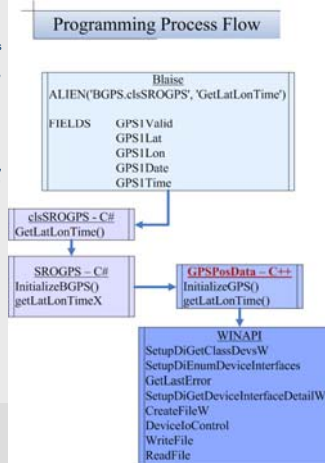 Programming Process Flow
Blaise
ALIEN('BGPS.clsSROGPS', 'GetLatLonTime')
FIELDS GPS1Valid
GPS1Lat
GPS1Lon
GPS1Date
GPS1Time
clsSROGPS - C#
GetLatLonTime()
SROGPS – C#
InitializeBGPS()
getLatLonTimeX
GPSPosData – C++
InitializeGPS()
getLatLonTime()
WINAPI
SetupDiGetClassDevsW
SetupDiEnumDeviceInterfaces
GetLastError
SetupDiGetDeviceInterfaceDetailW
CreateFileW
DeviceIoControl
WriteFile
ReadFile